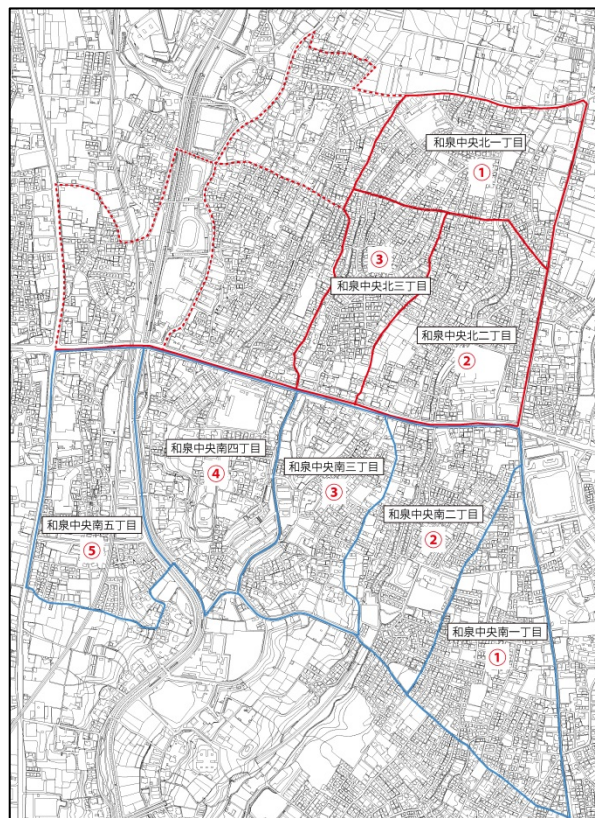 和泉中央北一丁目
①
③
和泉中央北三丁目
和泉中央北二丁目
②
和泉中央南四丁目
④
和泉中央南三丁目
③
和泉中央南二丁目
②
和泉中央南五丁目
⑤
和泉中央南一丁目
①